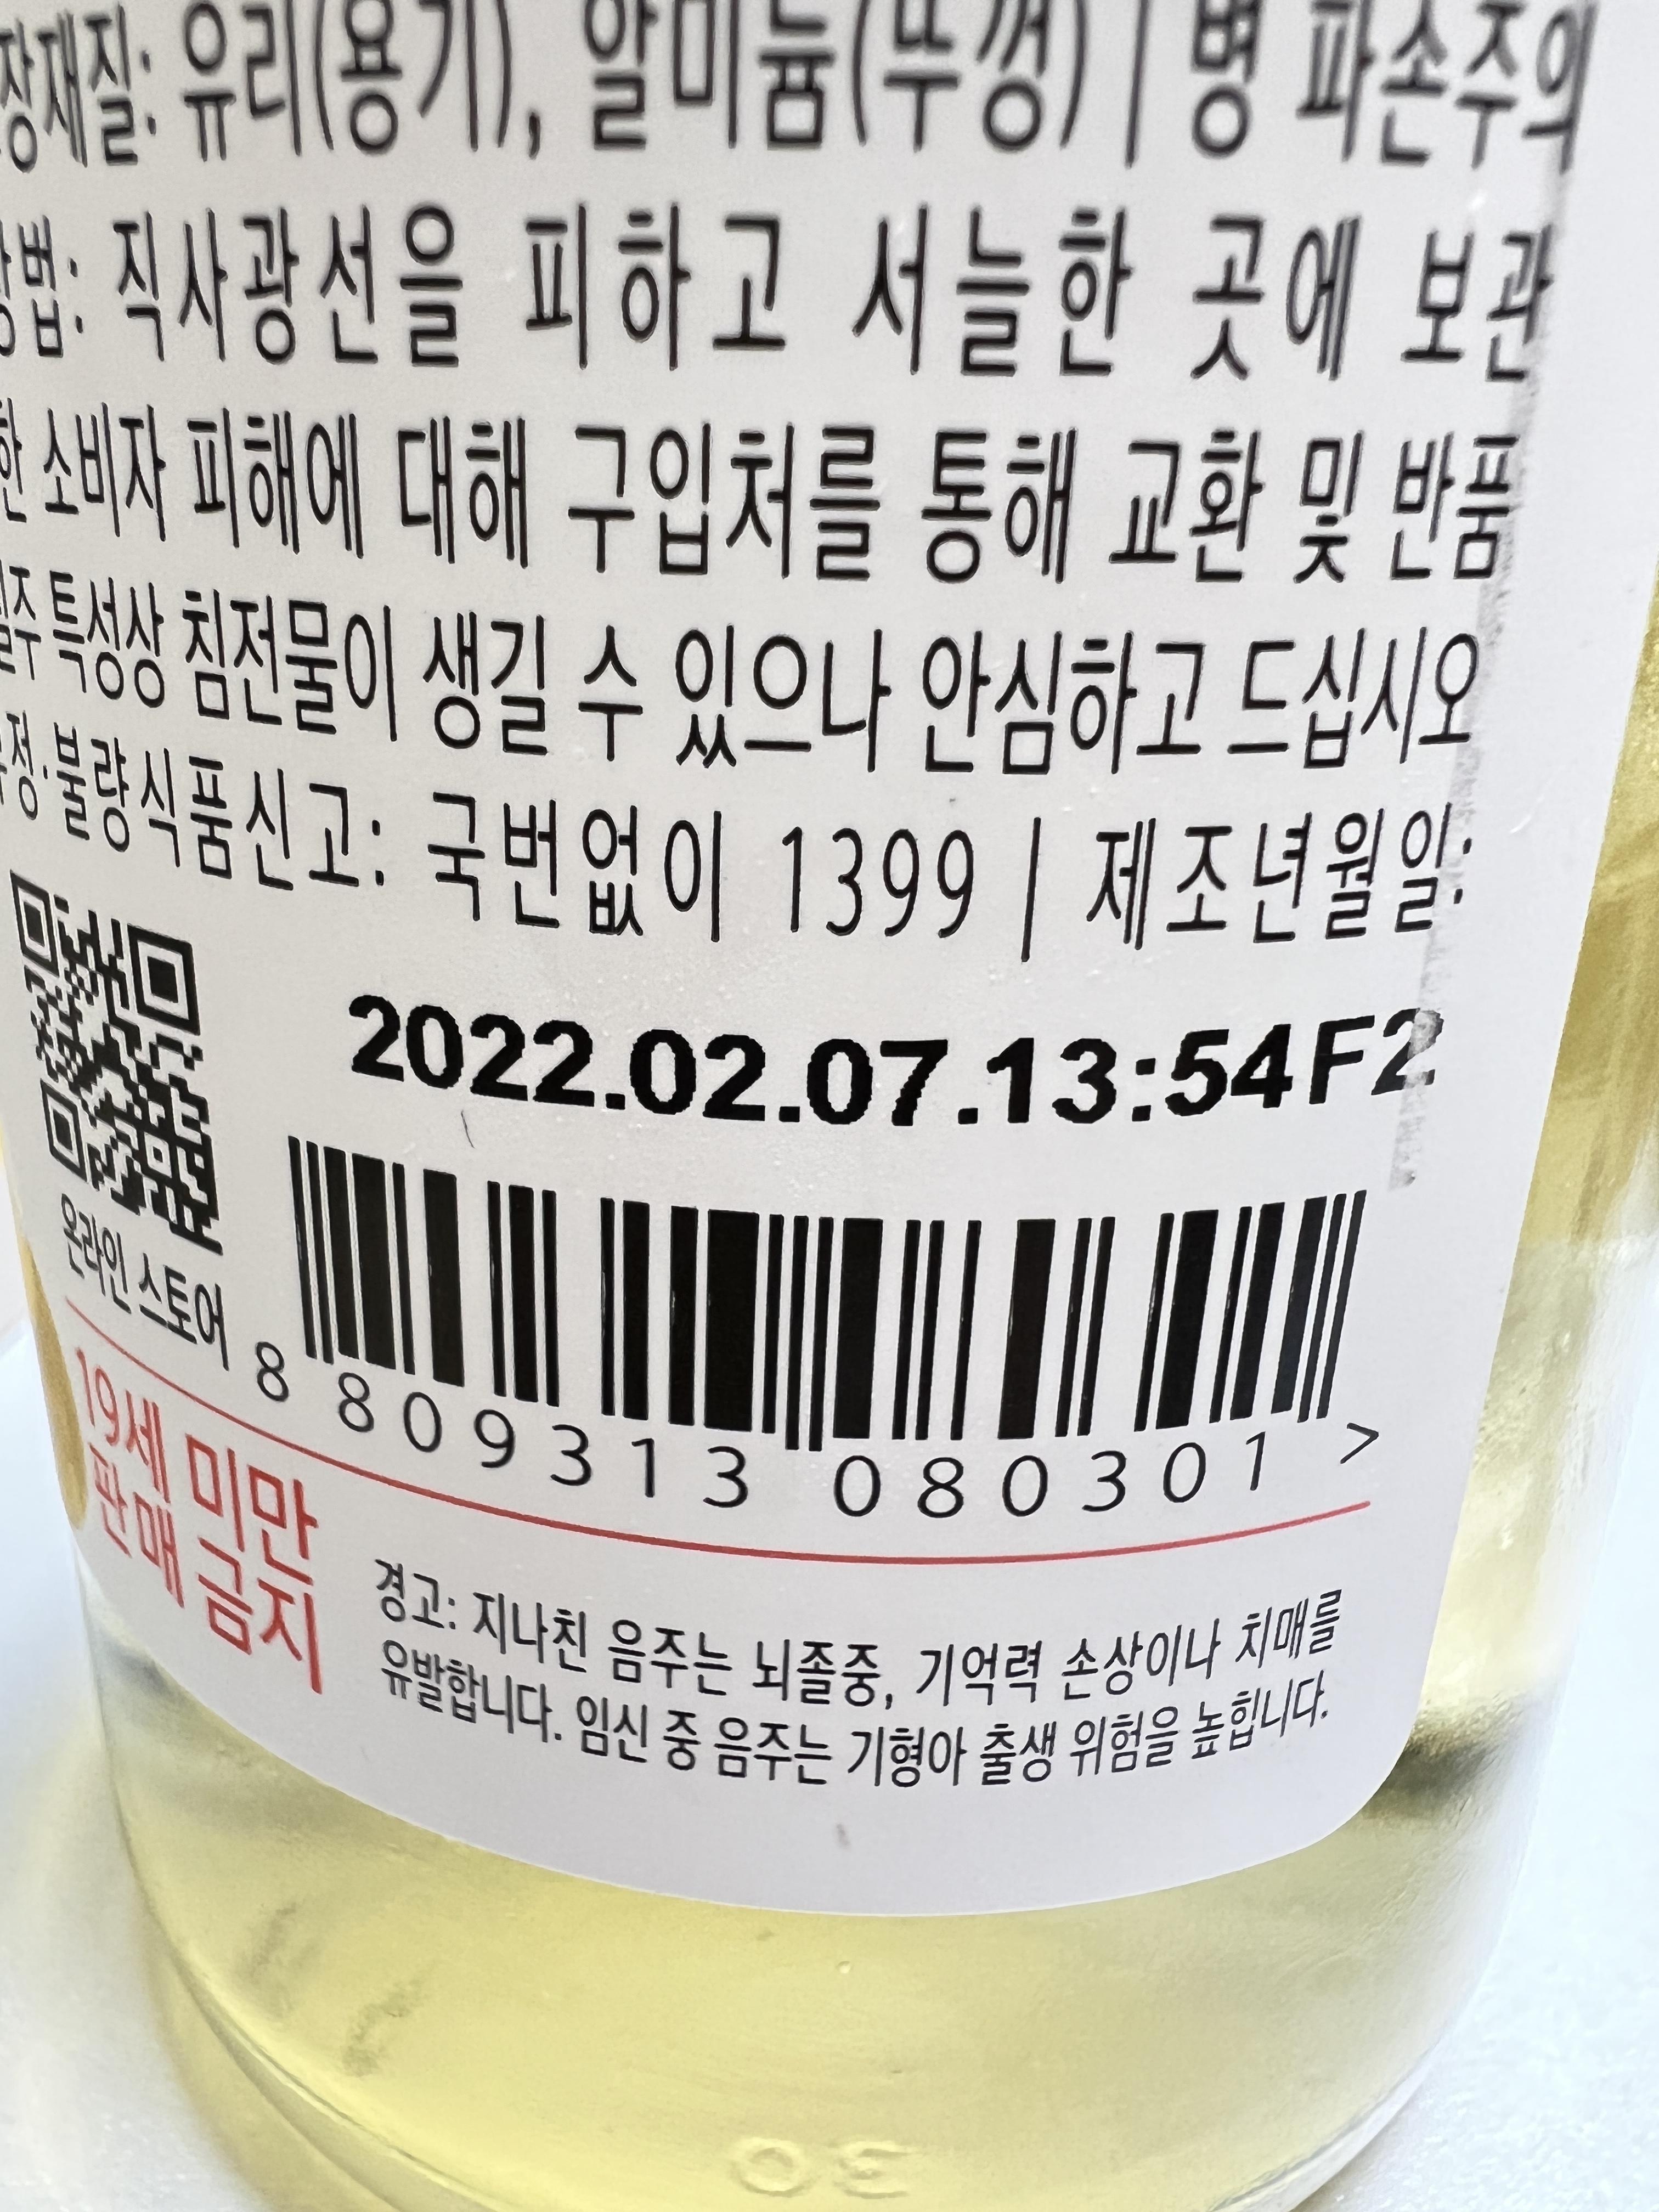 장재질: 유리(용기), 알미늄(뚜껑) | 병 파손주의
법: 직사광선을 피하고 서늘한 곳에 보관
한 소비자 피해에 대해 구입처를 통해 교환 및 반품
특성상 침전물이 생길 수 있으나 안심하고 드십시오
정·불량식품신고: 국번없이 1399 | 제조년월일:
2022.02.07.13:54F2
온라인 스토어
8 809313 080301 >
19세 미만
판매 금지
경고: 지나친 음주는 뇌졸중, 기억력 손상이나 치매를
유발합니다. 임신 중 음주는 기형아 출생 위험을 높힙니다.